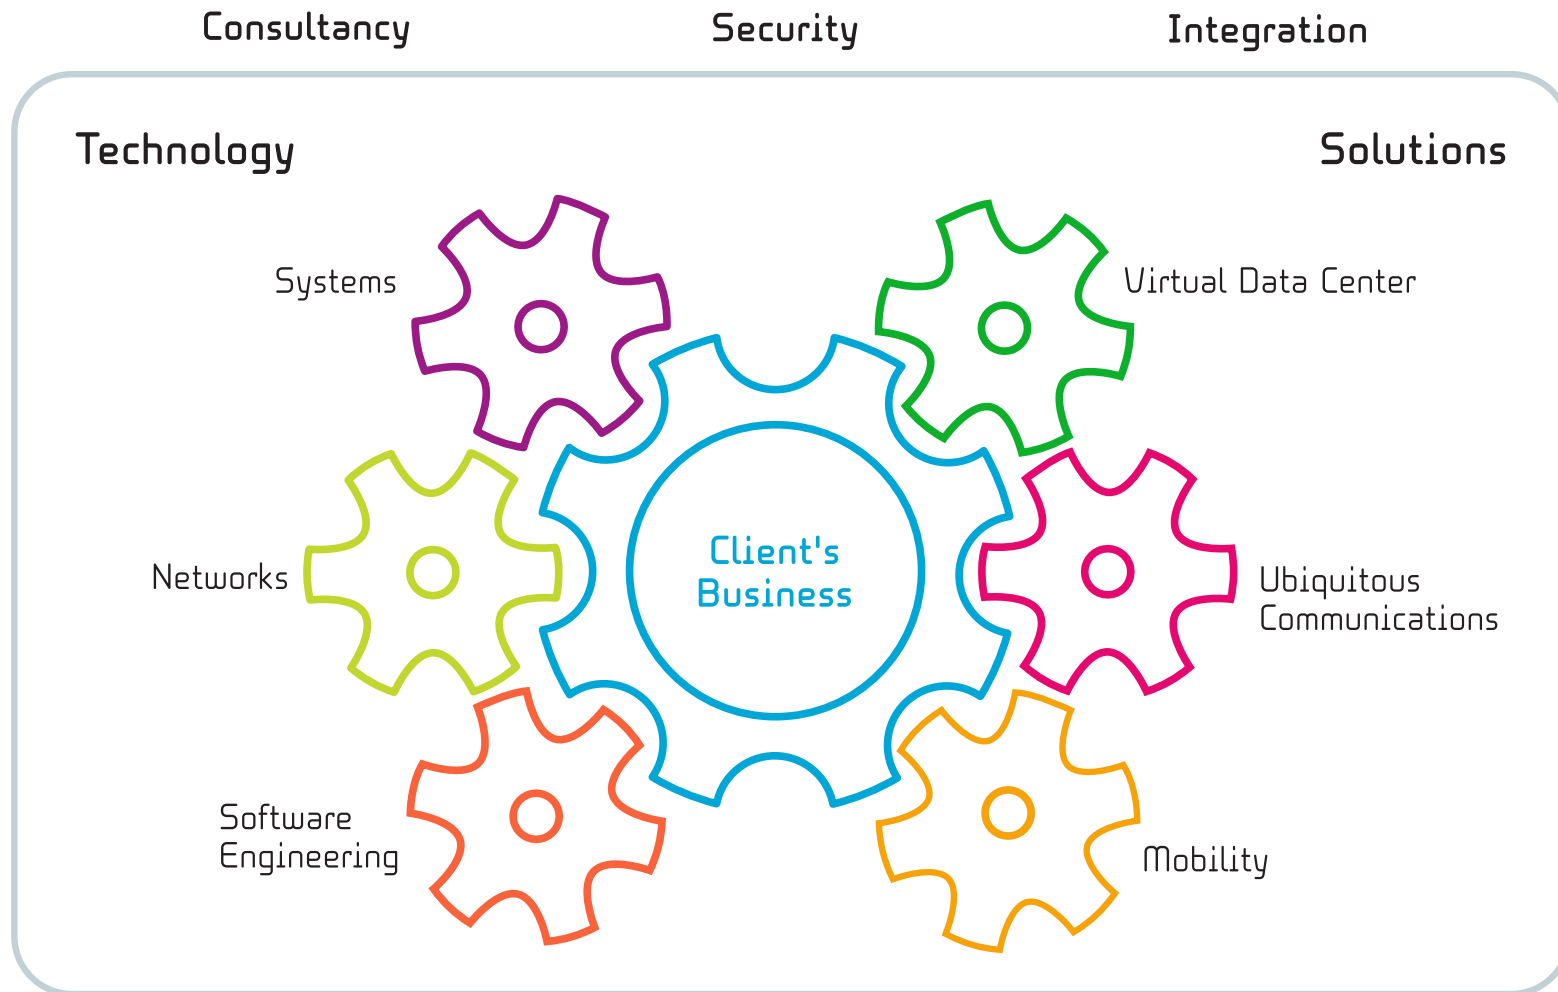 Consultancy
Security
Integration
Technology
Solutions
Systems
Virtual Data Center
Client's
Business
Networks
Ubiquitous
Communications
Software
Engineering
Mobility